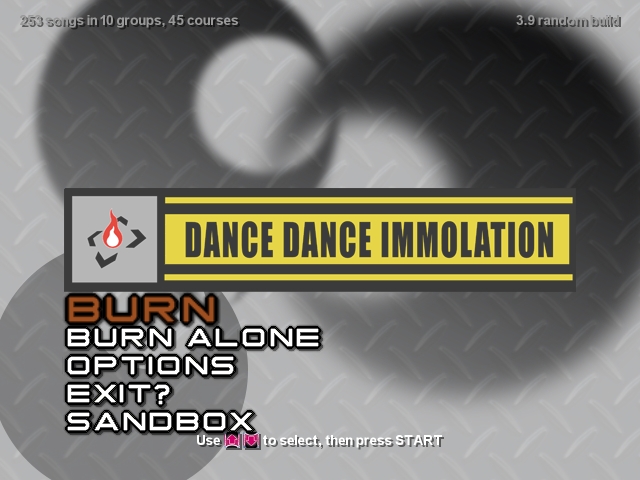 253 songs in 10 groups, 45 courses
3.9 random build
DANCE DANCE IMMOLATION
BURN
BURN ALONE
OPTIONS
EXIT?
SANDBOX
Use to select, then press START